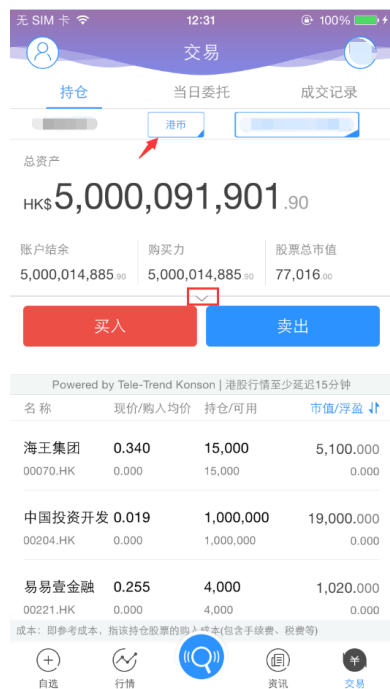 无 SIM 卡 12:31 100%
交易
持仓 当日委托 成交记录
港币
总资产
HK$5,000,091,901.90
账户结余 购买力 股票总市值
5,000,014,885.90 5,000,014,885.90 77,016.00
买入 卖出
Powered by Tele-Trend Konson | 港股行情至少延迟15分钟
名 称 现价/购入均价 持仓/可用 市值/浮盈
海王集团 0.340 15,000 5,100.000
00070.HK 0.000 15,000 0.000
中国投资开发 0.019 1,000,000 19,000.000
00204.HK 0.000 1,000,000 0.000
易易壹金融 0.255 4,000 1,020.000
00221.HK 0.000 4,000 0.000
成本: 即参考成本，指该持仓股票的购入成本(包含手续费、税费等)
自选 行情 资讯 交易